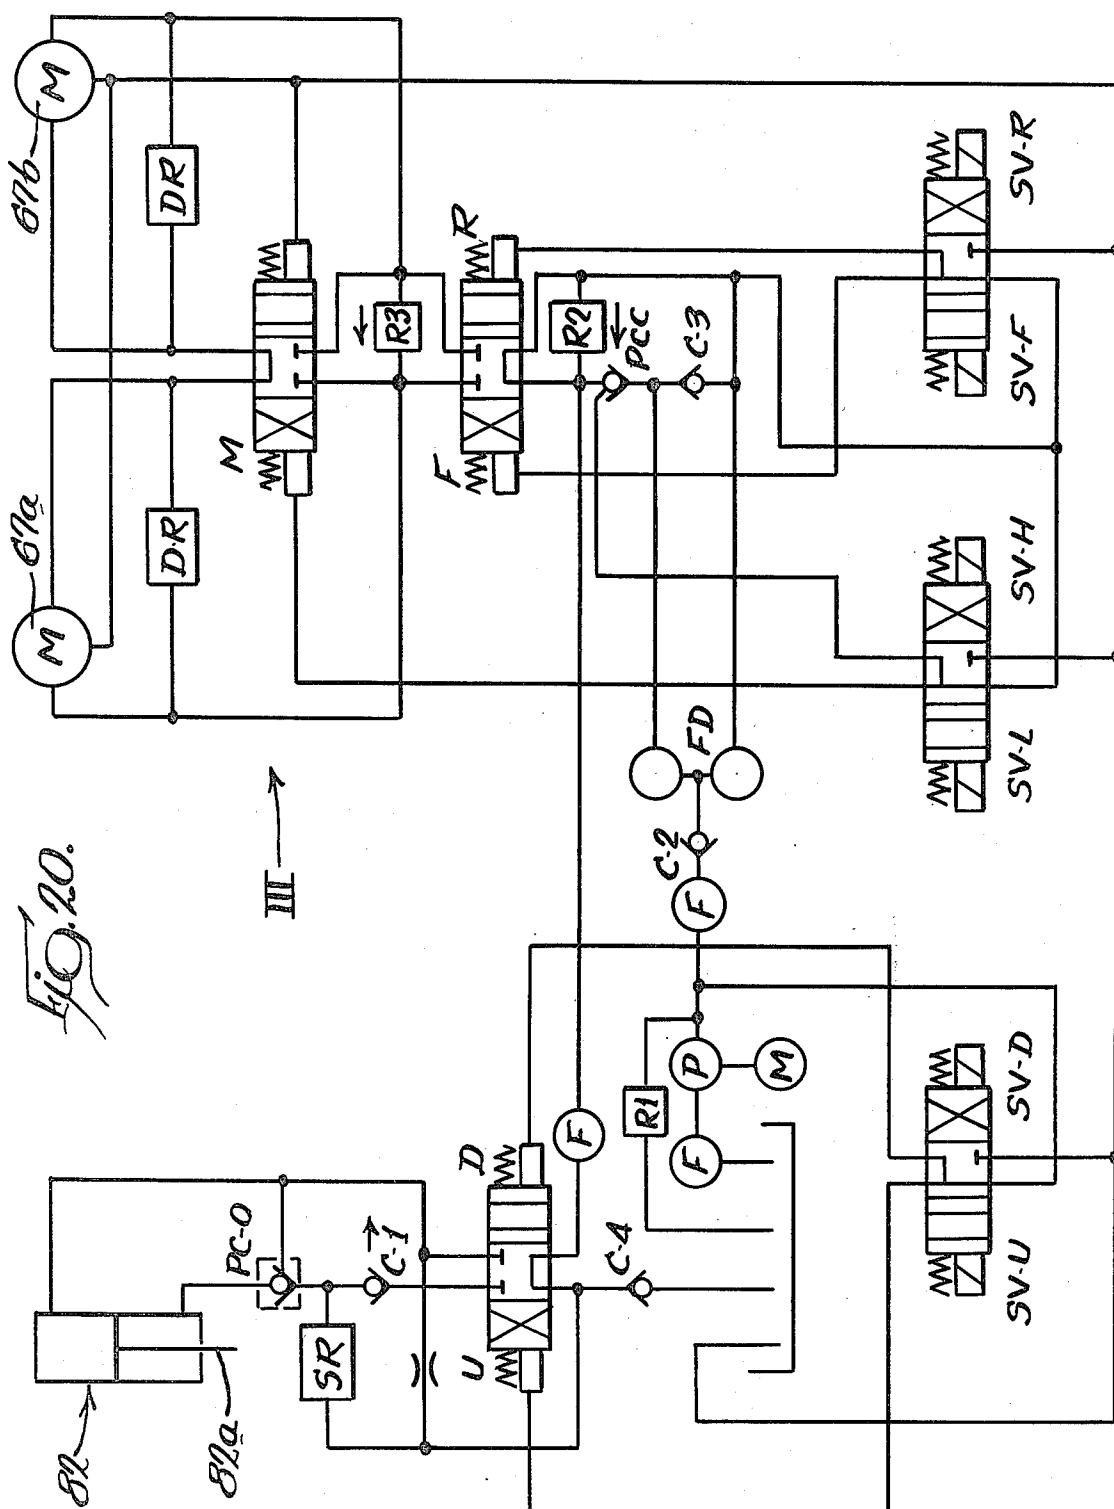 Fig. 20.
III
82
82a
PC-O
SR
C-1
U
D
F
C-4
R1
F
P
M
F
C-2
FD
SV-U
SV-D
67a
M
67b
M
DR
DR
M
R3
F
R
R2
PCC
C-3
SV-L
SV-H
SV-F
SV-R